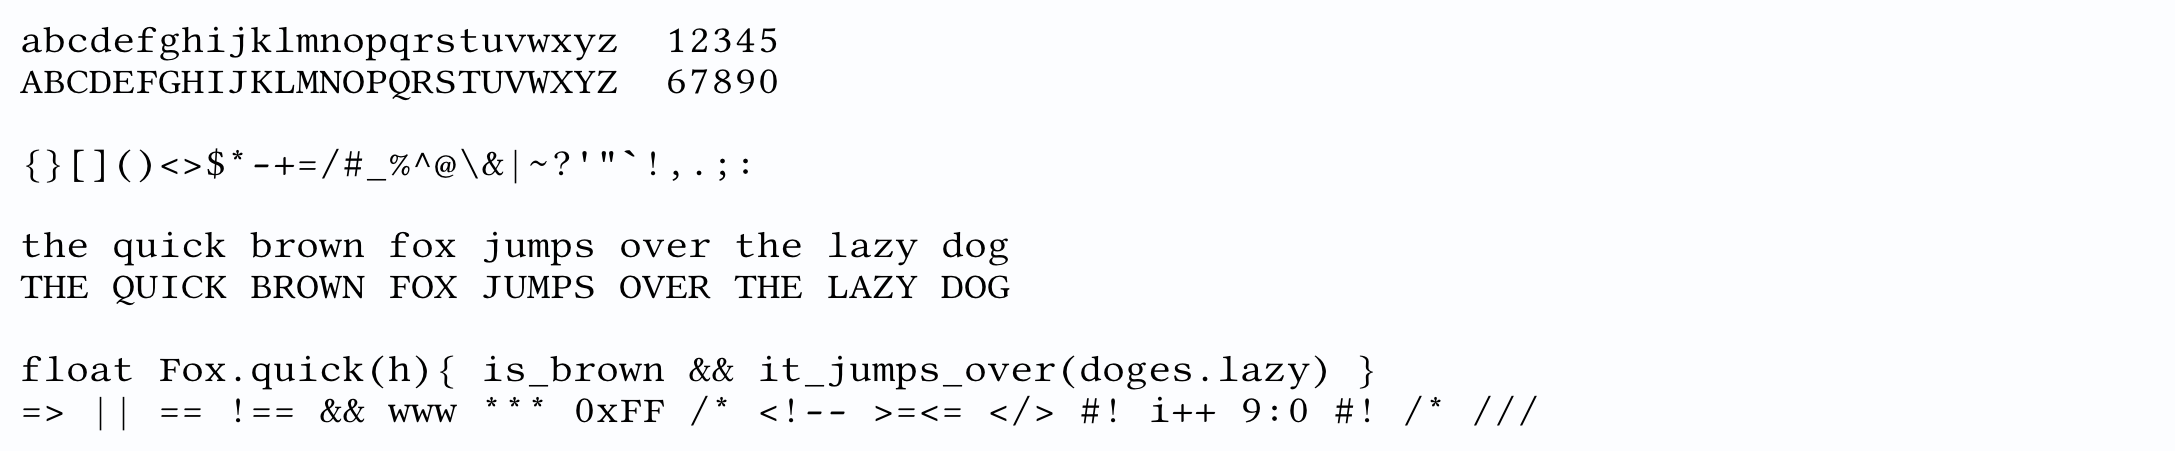 abcdefghijklmnopqrstuvwxyz  12345
ABCDEFGHIJKLMNOPQRSTUVWXYZ  67890
{}[]()<>$*-+=/#_%^@\&|~?'"`!,.;:
the quick brown fox jumps over the lazy dog
THE QUICK BROWN FOX JUMPS OVER THE LAZY DOG
float Fox.quick(h){ is_brown && it_jumps_over(doges.lazy) }
=> || == !== && www *** 0xFF /* <!-- >=<= </> #! i++ 9:0 #! /* ///